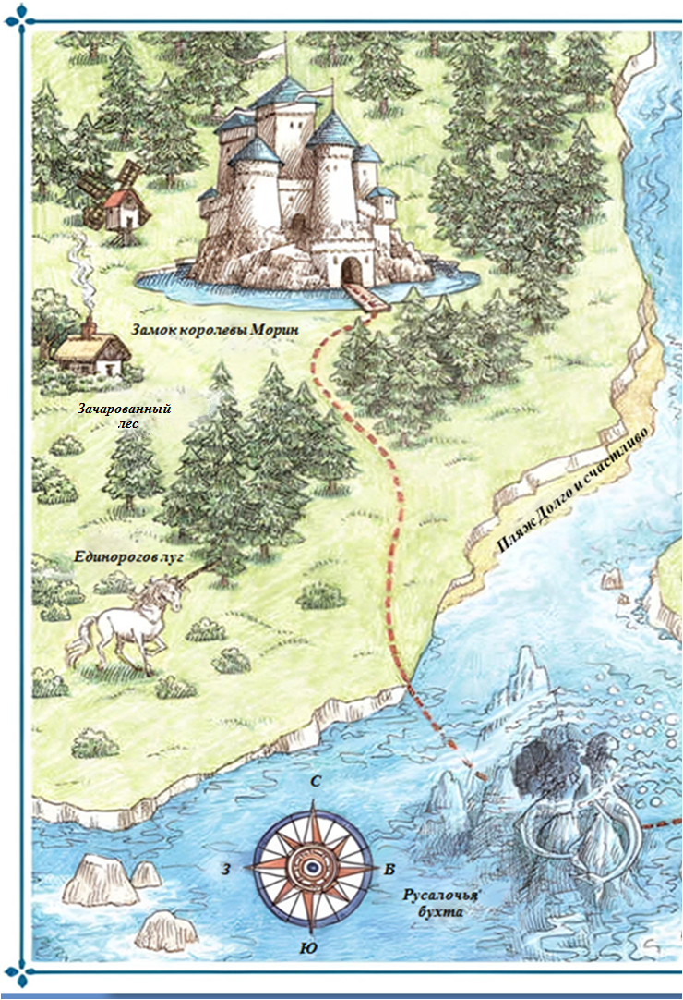 Замок королевы Морин
Зачарованный
лес
Пляж Долго и счастливо
Единорогов луг
С
З
В
Ю
Русалочья
бухта